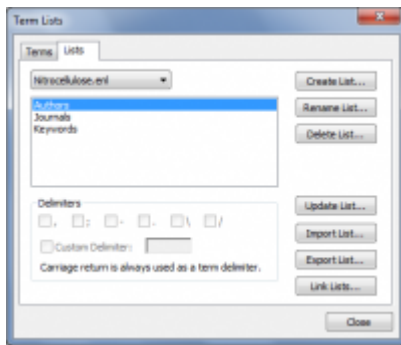 Term Lists
Terms Lists
Nitrocellulose.enl
Create List...
Authors
Journals
Keywords
Rename List...
Delete List...
Delimiters
, ; - . \ /
Custom Delimiter:
Carriage return is always used as a term delimiter.
Update List...
Import List...
Export List...
Link Lists...
Close